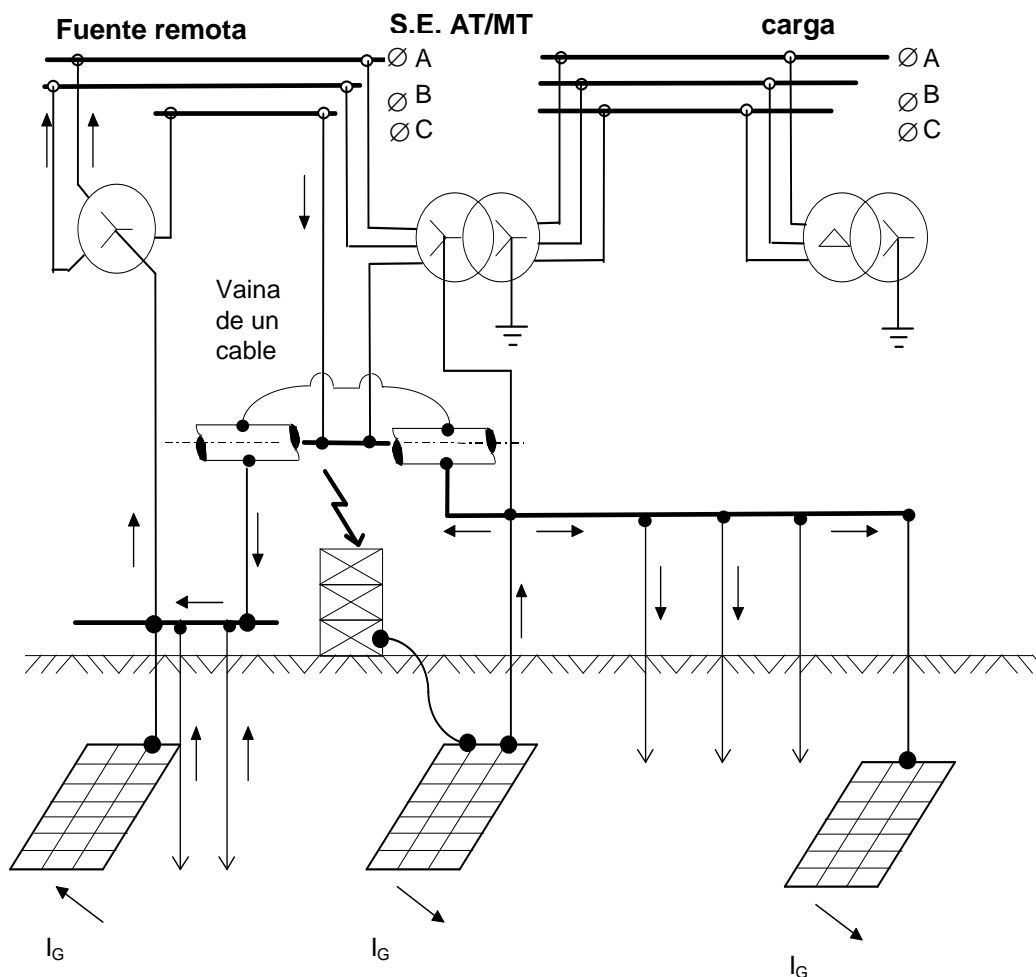 Fuente remota
S.E. AT/MT
carga
∅ A
∅ B
∅ C
∅ A
∅ B
∅ C
Vaina
de un
cable
I_G
I_G
I_G